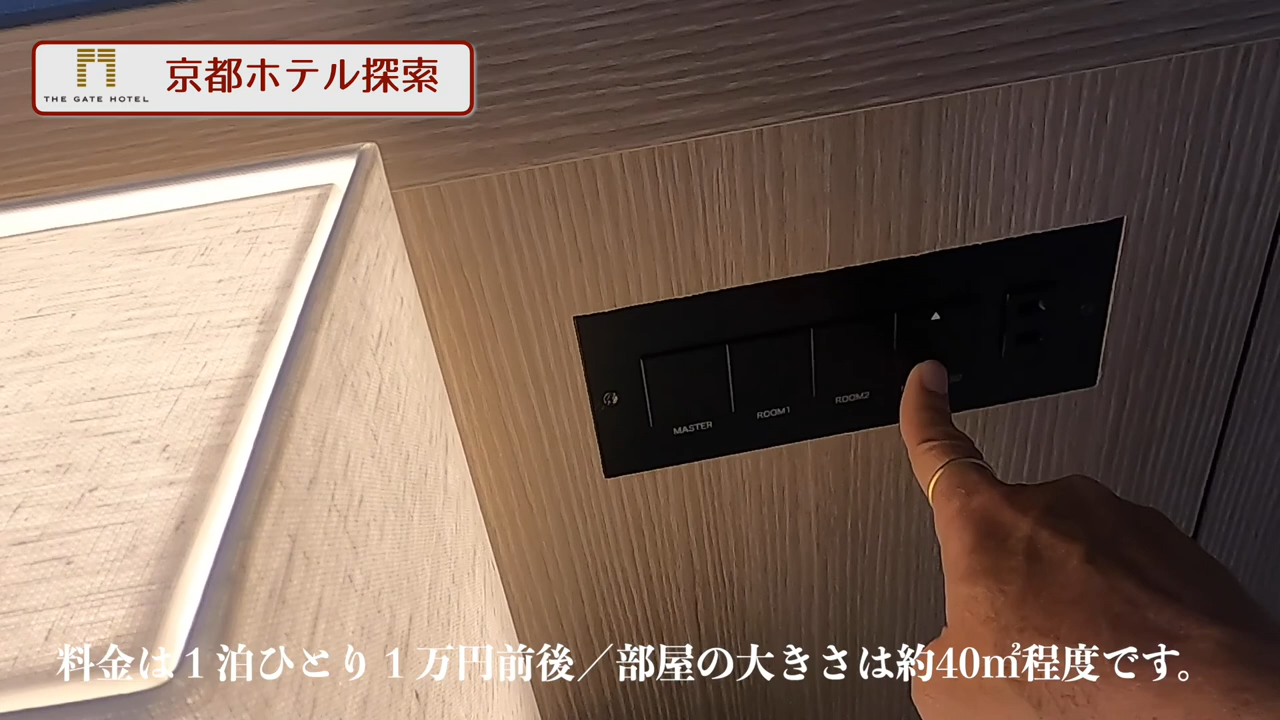 THE GATE HOTEL
京都ホテル探索
MASTER
ROOM1
ROOM2
料金は１泊ひとり１万円前後／部屋の大きさは約40㎡程度です。